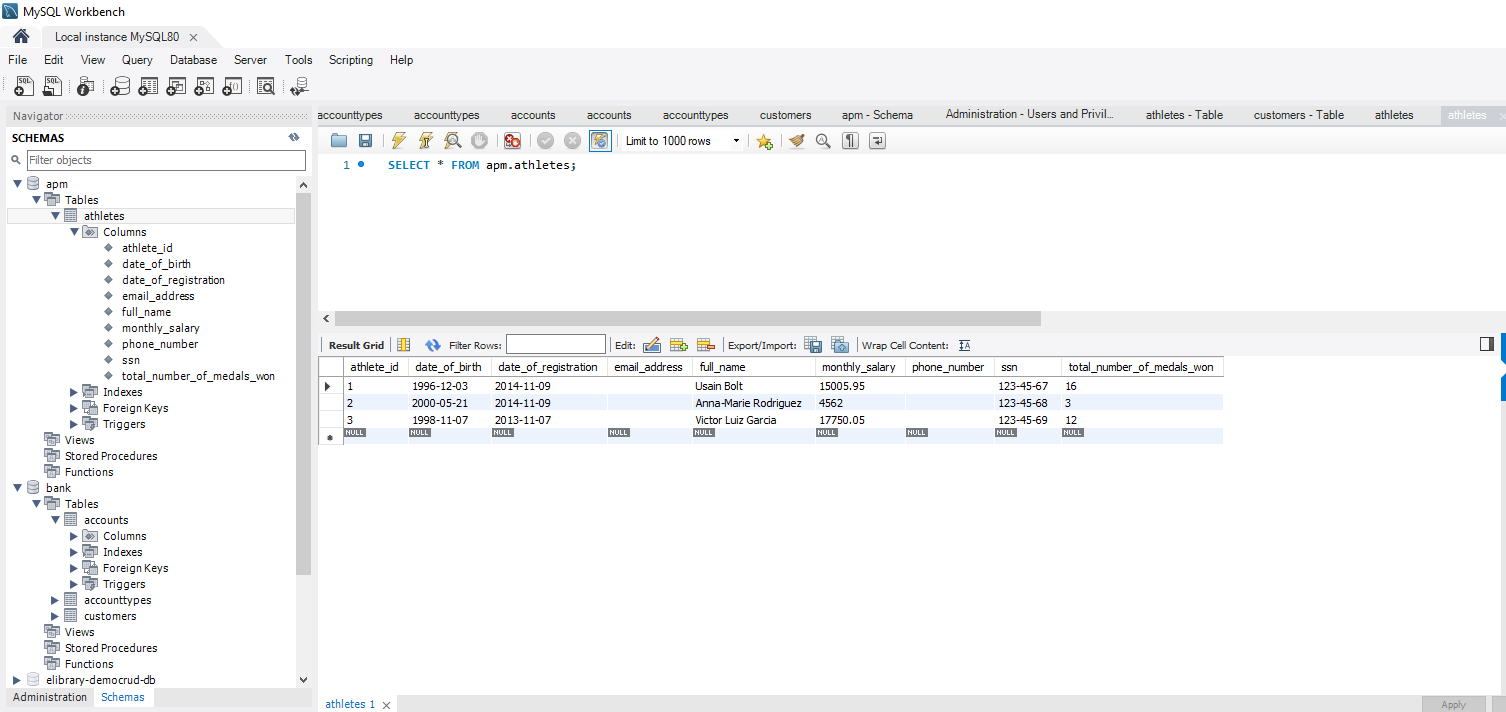 MySQL Workbench
Local instance MySQL80
File Edit View Query Database Server Tools Scripting Help
Navigator
SCHEMAS
Filter objects
apm
Tables
athletes
Columns
athlete_id
date_of_birth
date_of_registration
email_address
full_name
monthly_salary
phone_number
ssn
total_number_of_medals_won
Indexes
Foreign Keys
Triggers
Views
Stored Procedures
Functions
bank
Tables
accounts
Columns
Indexes
Foreign Keys
Triggers
accounttypes
customers
Views
Stored Procedures
Functions
elibrary-democrud-db
Administration Schemas
accounttypes accounttypes accounts accounts accounttypes customers apm - Schema Administration - Users and Privil... athletes - Table customers - Table athletes athletes
Limit to 1000 rows
1 SELECT * FROM apm.athletes;
Result Grid Filter Rows: Edit: Export/Import: Wrap Cell Content: IA
athlete_id date_of_birth date_of_registration email_address full_name monthly_salary phone_number ssn total_number_of_medals_won
1 1996-12-03 2014-11-09 Usain Bolt 15005.95 123-45-67 16
2 2000-05-21 2014-11-09 Anna-Marie Rodriguez 4562 123-45-68 3
3 1998-11-07 2013-11-07 Victor Luiz Garcia 17750.05 123-45-69 12
NULL NULL NULL NULL NULL NULL NULL NULL NULL
athletes 1
Apply